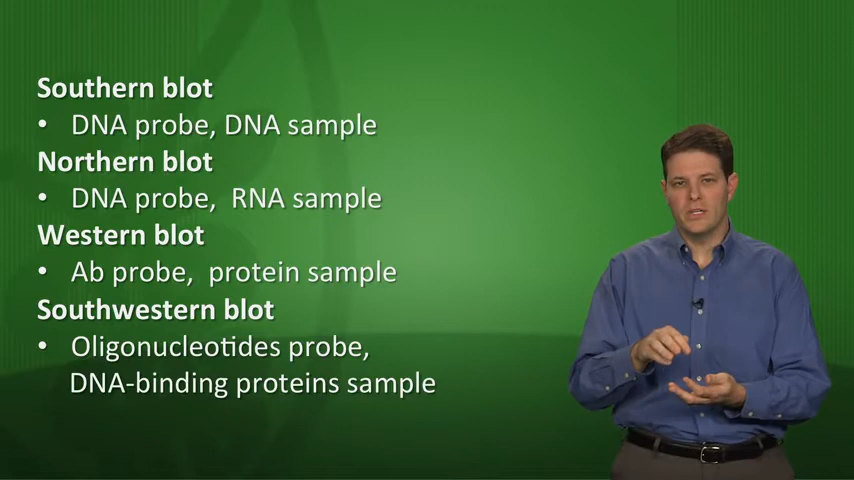 Southern blot
• DNA probe, DNA sample
Northern blot
• DNA probe,  RNA sample
Western blot
• Ab probe,  protein sample
Southwestern blot
• Oligonucleotides probe,
DNA-binding proteins sample